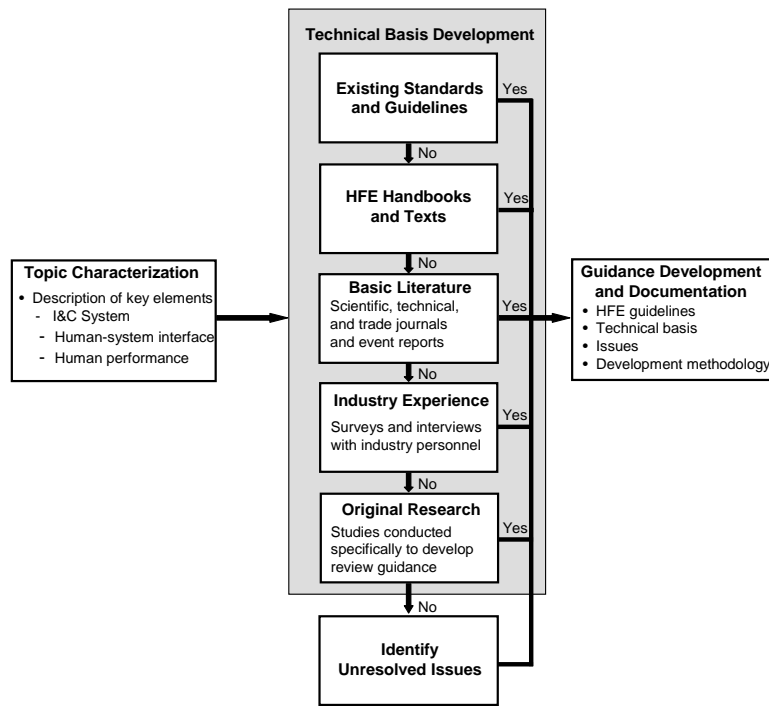 Technical Basis Development
Existing Standards
and Guidelines
Yes
No
HFE Handbooks
and Texts
Yes
No
Topic Characterization
• Description of key elements
- I&C System
- Human-system interface
- Human performance
Basic Literature
Scientific, technical,
and trade journals
and event reports
Yes
No
Guidance Development
and Documentation
• HFE guidelines
• Technical basis
• Issues
• Development methodology
Industry Experience
Surveys and interviews
with industry personnel
Yes
No
Original Research
Studies conducted
specifically to develop
review guidance
Yes
No
Identify
Unresolved Issues